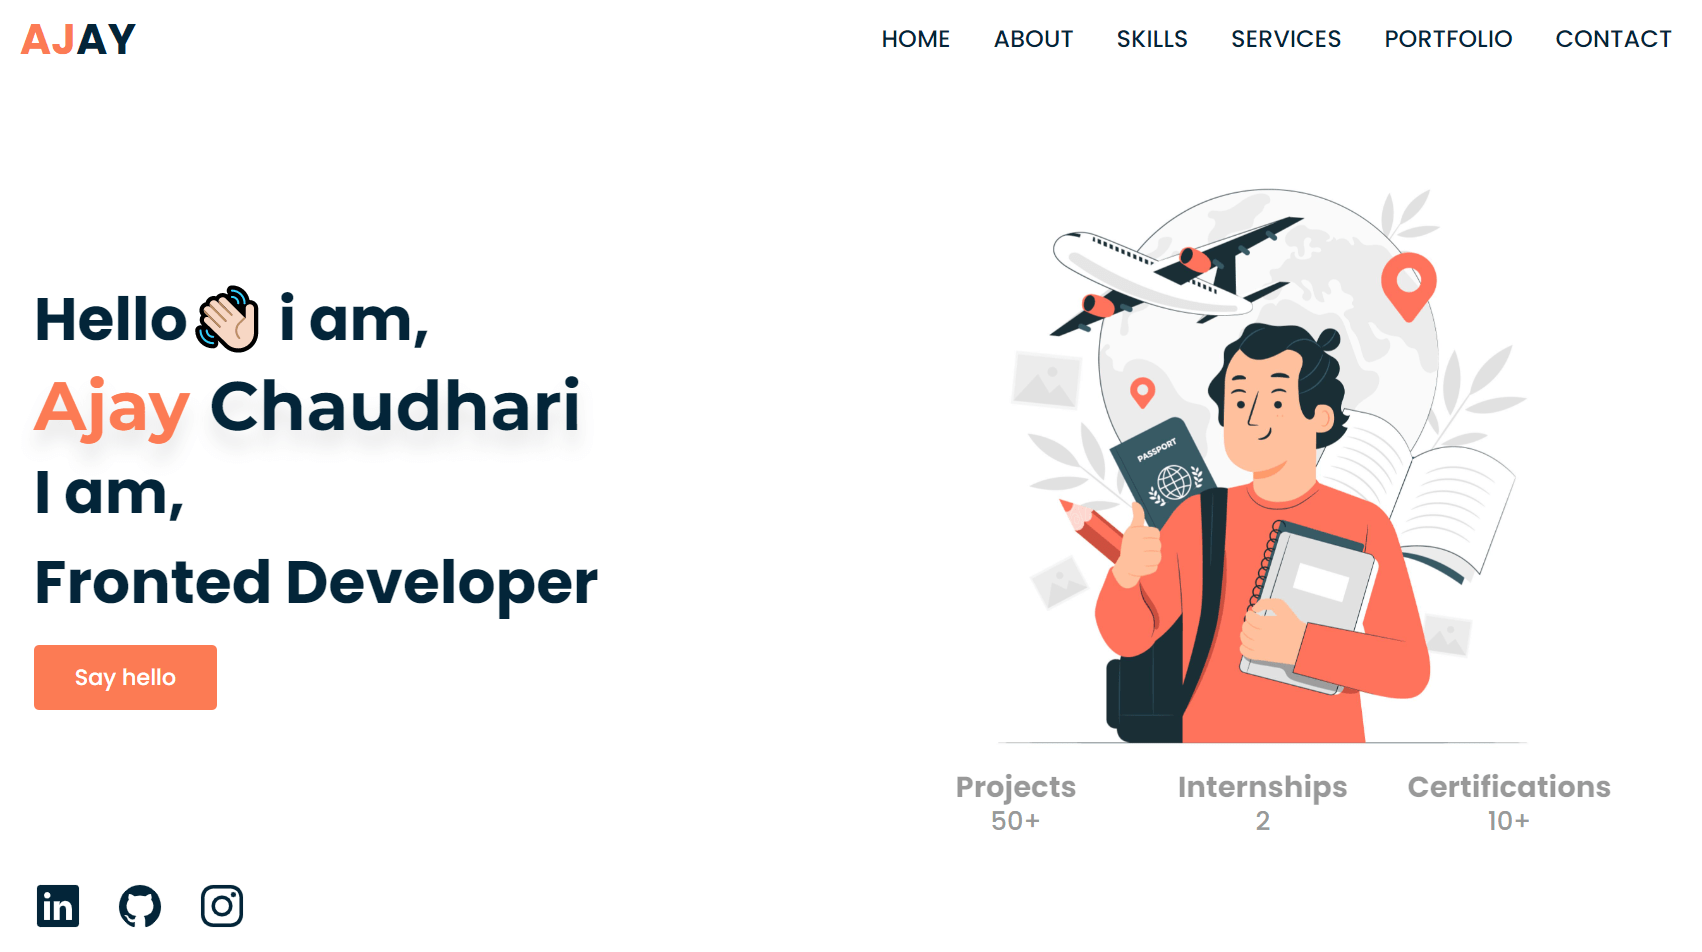 AJAY
HOME ABOUT SKILLS SERVICES PORTFOLIO CONTACT
Hello👋 i am,
Ajay Chaudhari
I am,
Fronted Developer
Say hello
PASSPORT
Projects Internships Certifications
50+ 2 10+
in